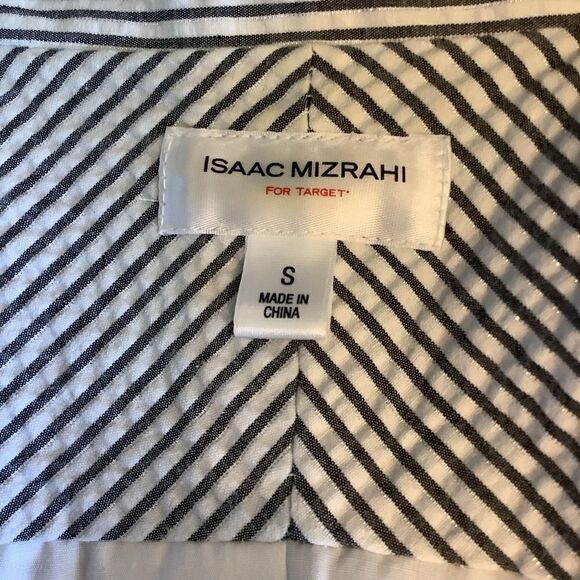 ISAAC MIZRAHI
FOR TARGET
S
MADE IN
CHINA